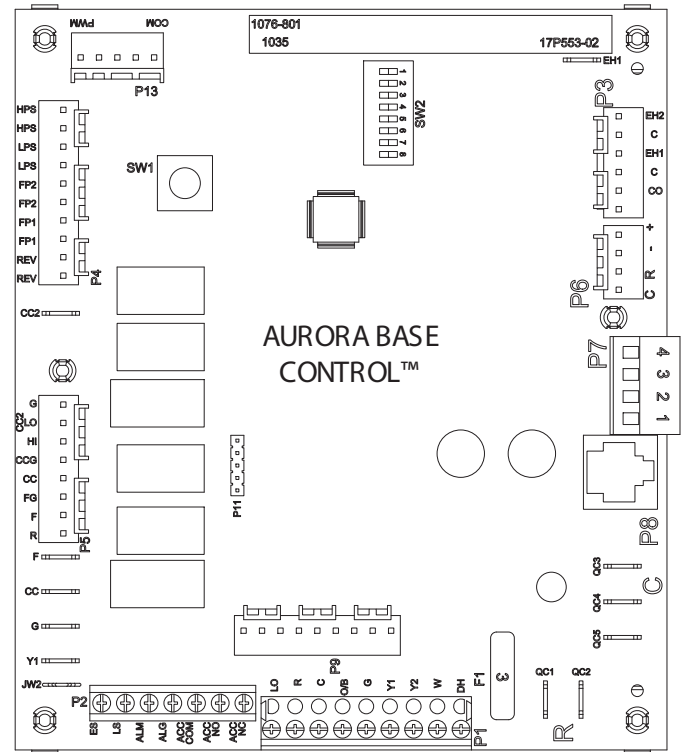 PWM COM
P13
1076-801
1035 17P553-02
EH1
1
2
3
4
5
6
7
8
SW2
P3
EH2
C
EH1
C
CO
HPS
HPS
LPS
LPS
FP2
FP2
FP1
FP1
REV
REV
P4
SW1
+
-
R
C
P6
CC2
AURORA BASE
CONTROL™
P7
4
3
2
1
G
LO
HI
CCG
CC
FG
F
R
CC2
P5
P11
P8
F
CC
G
Y1
JW2
C
QC3
QC4
QC5
P9
P2
ES
LS
ALM
ALG
ACC COM
ACC NO
ACC NC
LO
R
C
O/B
G
Y1
Y2
W
DH
P1
F1
3
QC1 QC2
R